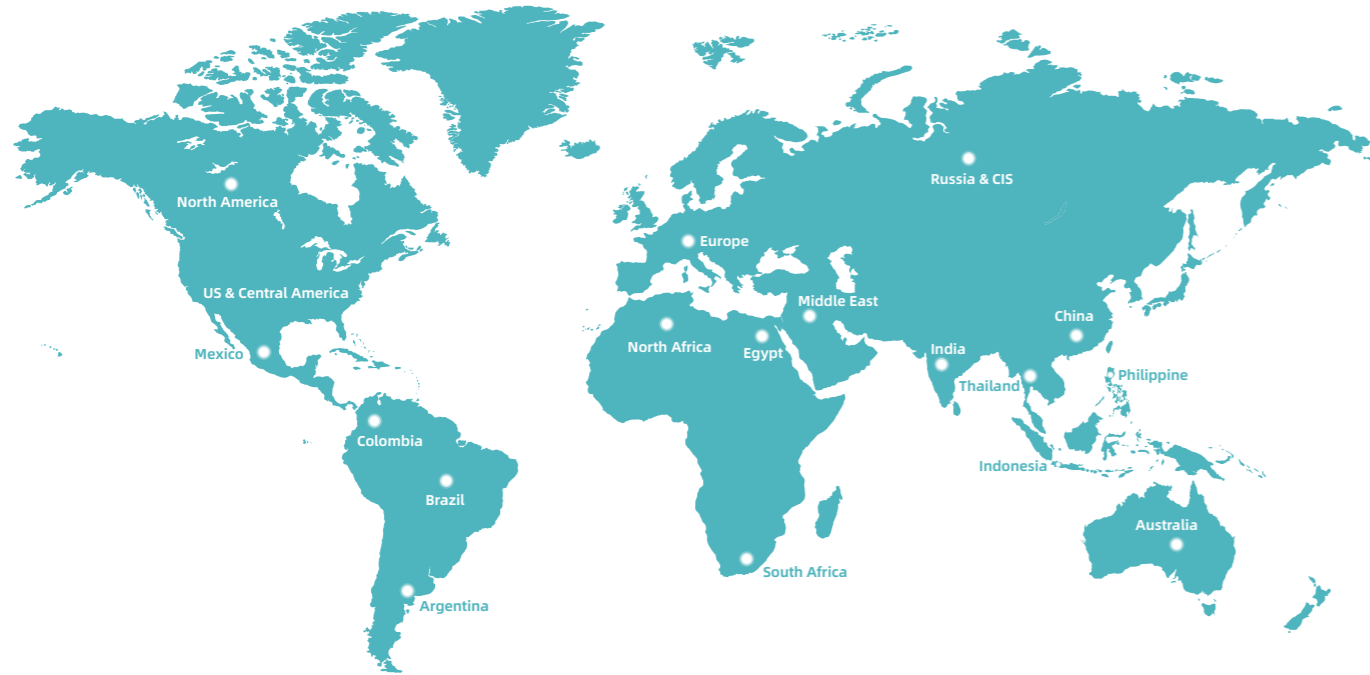 Russia & CIS
North America
Europe
US & Central America
Middle East
China
North Africa
Egypt
India
Mexico
Thailand
Philippine
Colombia
Indonesia
Brazil
Australia
South Africa
Argentina